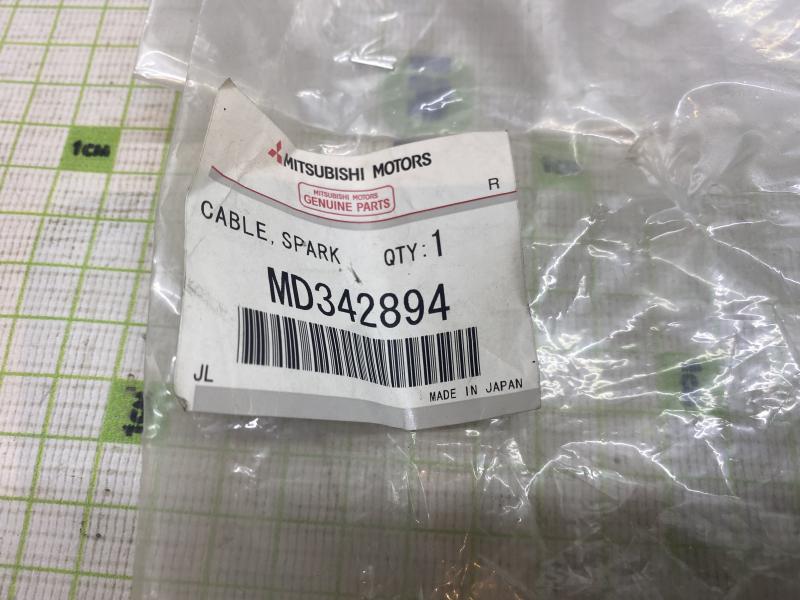 1CM
MITSUBISHI MOTORS
MITSUBISHI MOTORS
GENUINE PARTS
R
CABLE, SPARK QTY: 1
MD342894
JL
MADE IN JAPAN